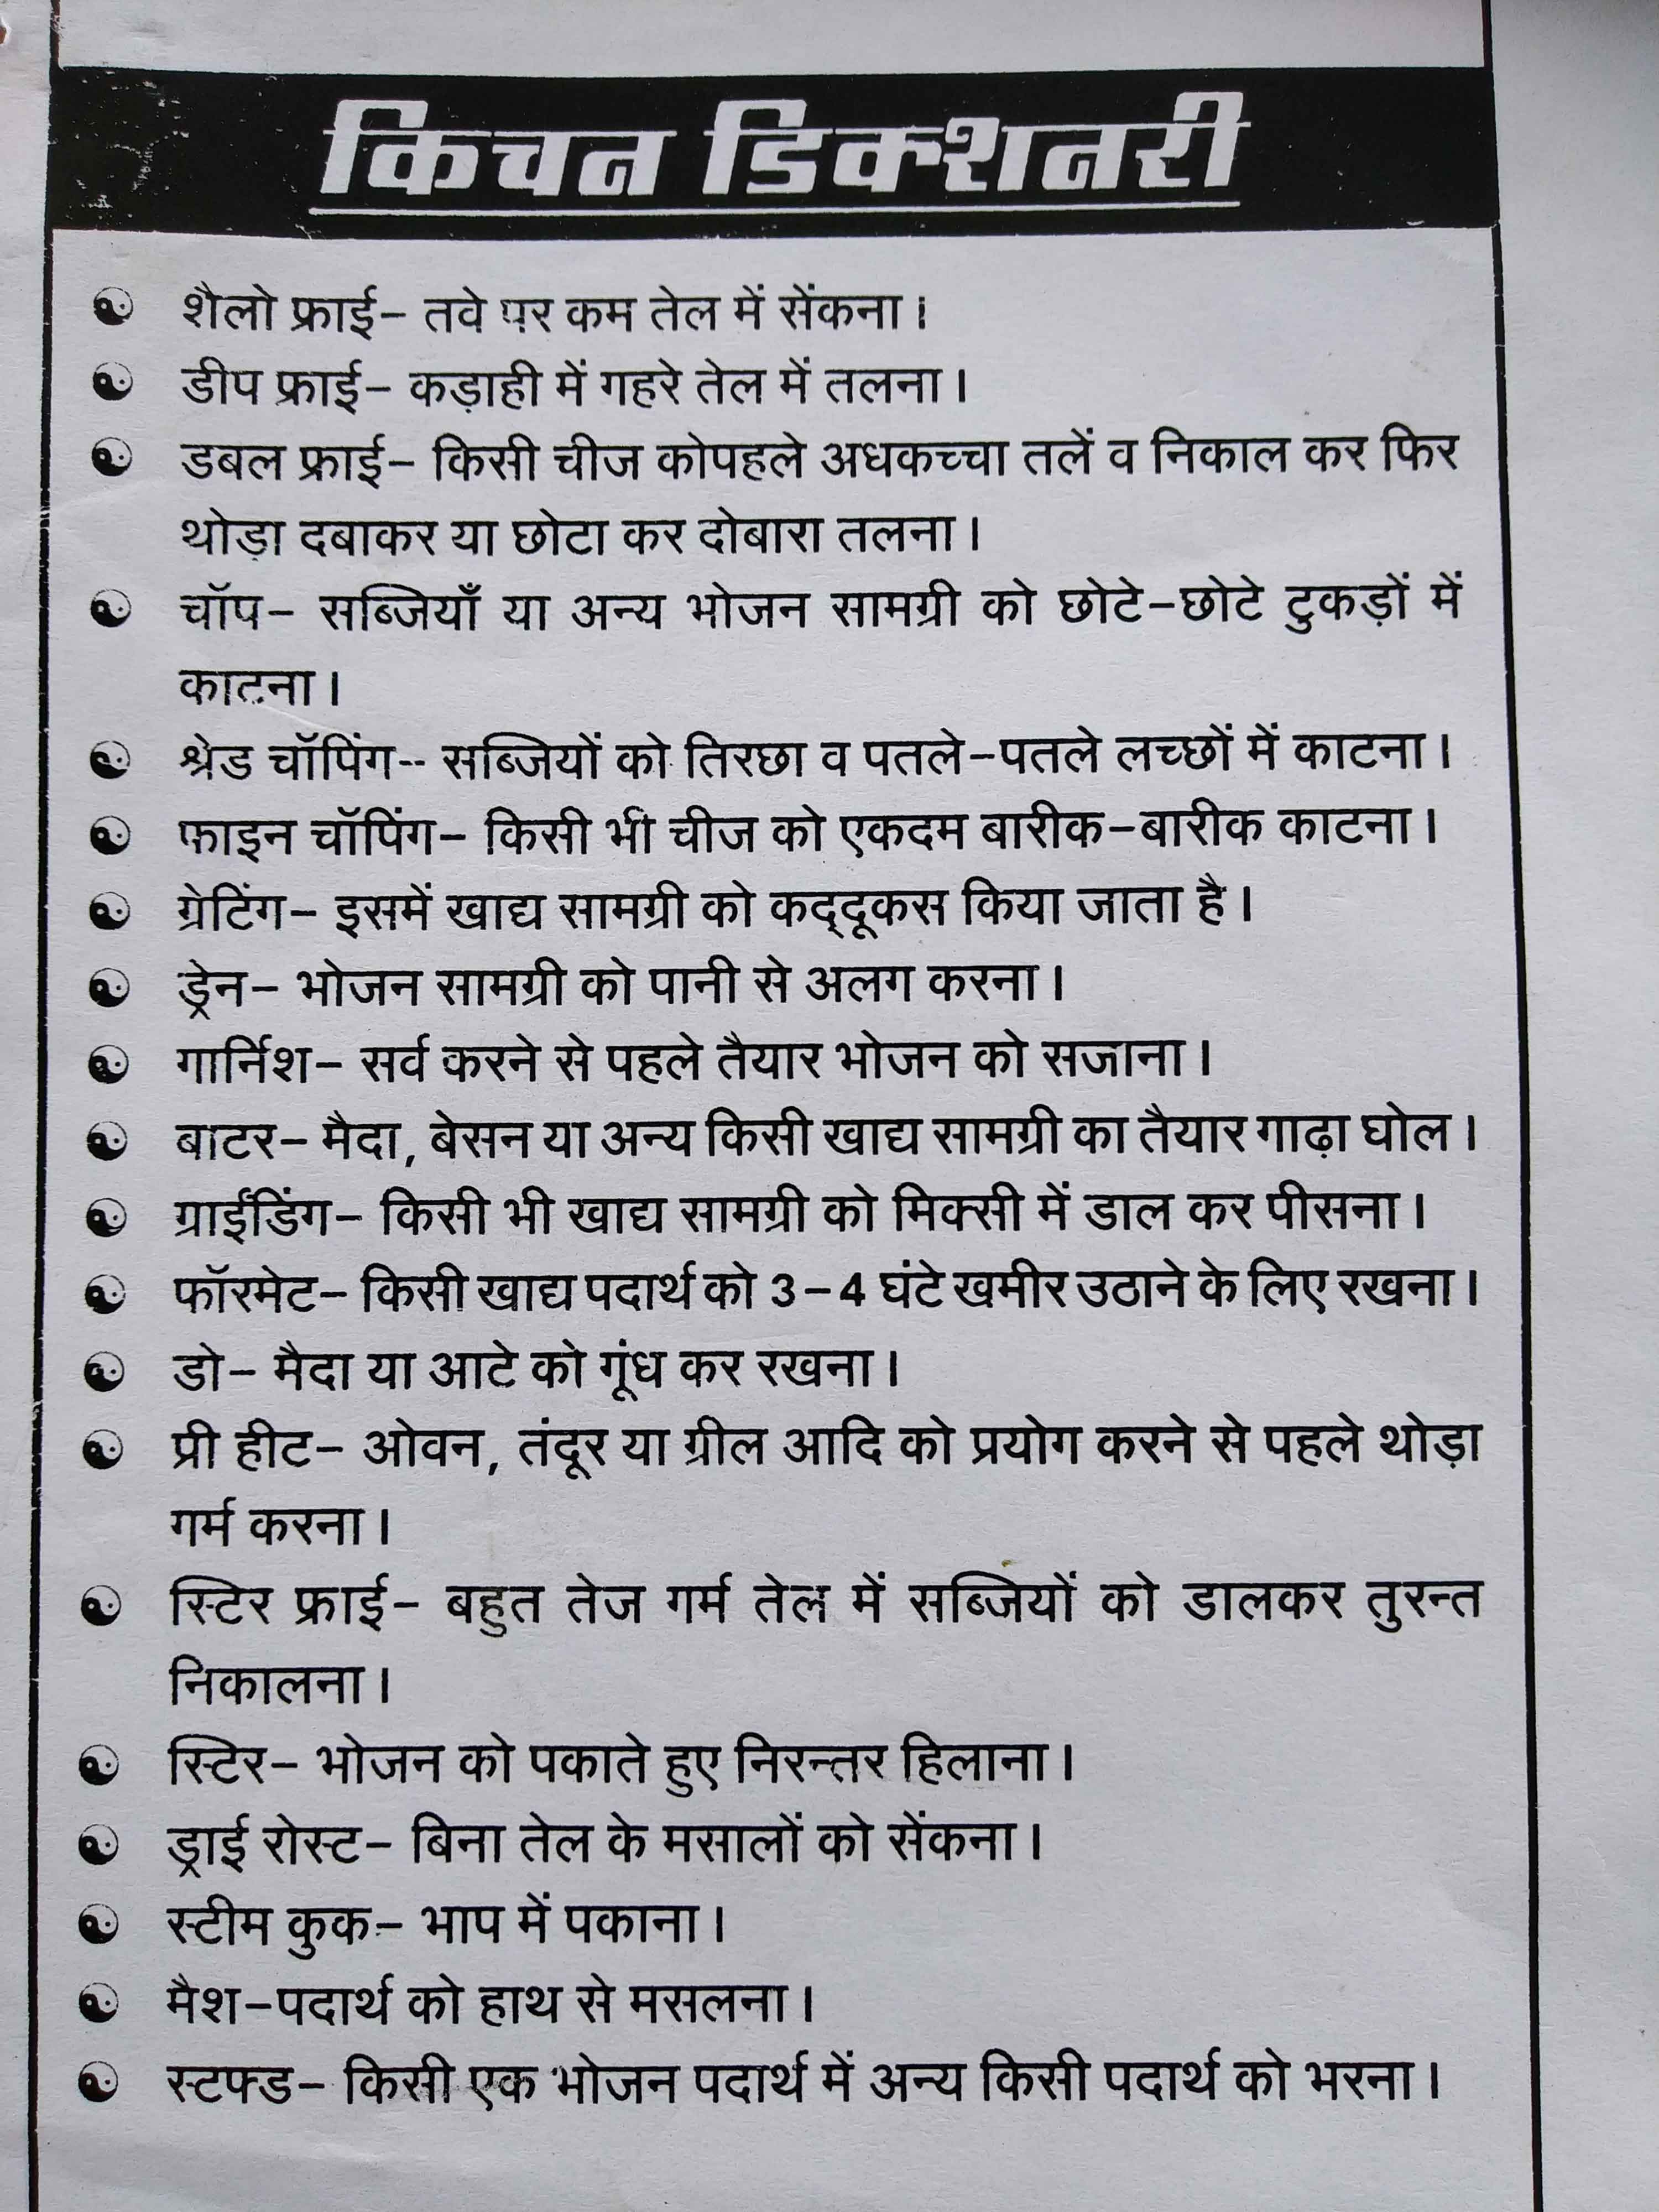 किचन डिक्शनरी
शैलो फ्राई- तवे पर कम तेल में सेंकना।
डीप फ्राई- कड़ाही में गहरे तेल में तलना।
डबल फ्राई- किसी चीज कोपहले अधकच्चा तलें व निकाल कर फिर
थोड़ा दबाकर या छोटा कर दोबारा तलना।
चॉप- सब्जियाँ या अन्य भोजन सामग्री को छोटे-छोटे टुकड़ों में
काटना।
श्रेड चॉपिंग-- सब्जियों को तिरछा व पतले-पतले लच्छों में काटना।
फाइन चॉपिंग- किसी भी चीज को एकदम बारीक-बारीक काटना।
ग्रेटिंग- इसमें खाद्य सामग्री को कद्दूकस किया जाता है।
ड्रेन- भोजन सामग्री को पानी से अलग करना।
गार्निश- सर्व करने से पहले तैयार भोजन को सजाना।
बाटर- मैदा, बेसन या अन्य किसी खाद्य सामग्री का तैयार गाढ़ा घोल।
ग्राईंडिंग- किसी भी खाद्य सामग्री को मिक्सी में डाल कर पीसना।
फॉरमेट- किसी खाद्य पदार्थ को 3-4 घंटे खमीर उठाने के लिए रखना।
डो- मैदा या आटे को गूंध कर रखना।
प्री हीट- ओवन, तंदूर या ग्रील आदि को प्रयोग करने से पहले थोड़ा
गर्म करना।
स्टिर फ्राई- बहुत तेज गर्म तेल में सब्जियों को डालकर तुरन्त
निकालना।
स्टिर- भोजन को पकाते हुए निरन्तर हिलाना।
ड्राई रोस्ट- बिना तेल के मसालों को सेंकना।
स्टीम कुक- भाप में पकाना।
मैश-पदार्थ को हाथ से मसलना।
स्टफ्ड- किसी एक भोजन पदार्थ में अन्य किसी पदार्थ को भरना।